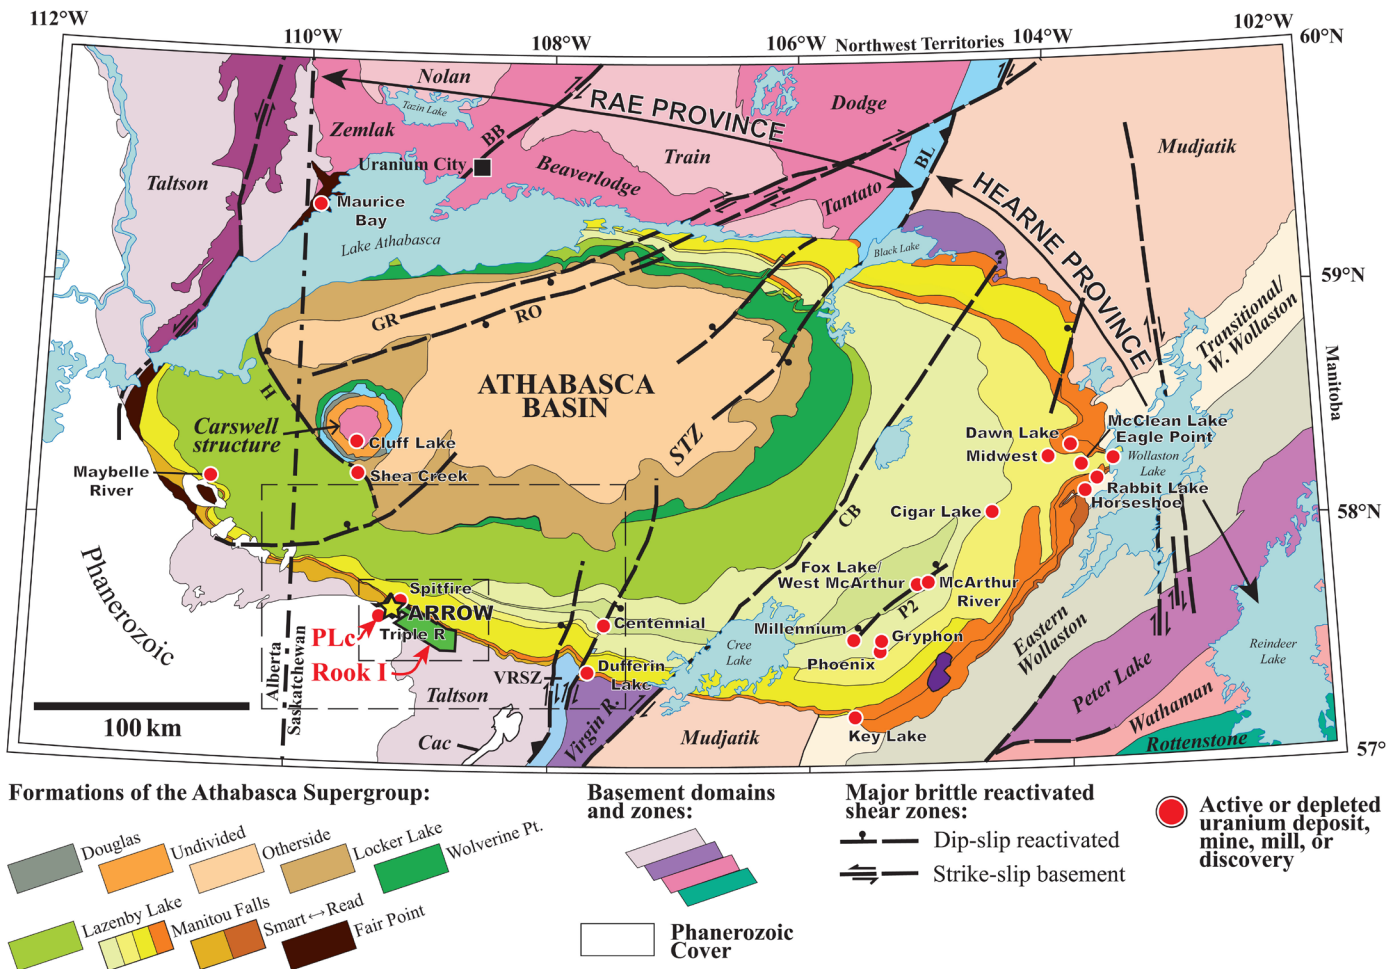 112°W
110°W
108°W
106°W
Northwest Territories
104°W
102°W
60°N
Nolan
Tazin Lake
RAE PROVINCE
Dodge
Zemlak
BB
Uranium City
Beaverlodge
Train
Mudjatik
Taltson
BL
Tantato
HEARNE PROVINCE
Maurice
Bay
Lake Athabasca
Black Lake
?
59°N
Transitional/
W. Wollaston
GR
RO
Manitoba
H
ATHABASCA
BASIN
Carswell
structure
STZ
Cluff Lake
Shea Creek
McClean Lake
Eagle Point
Dawn Lake
Midwest
Wollaston
Lake
Maybelle
River
Rabbit Lake
Horseshoe
Cigar Lake
CB
58°N
Phanerozoic
Fox Lake/
West McArthur
McArthur
River
P2
Spitfire
ARROW
Triple R
PLc
Rook I
Centennial
Millennium
Gryphon
Phoenix
Cree
Lake
Eastern
Wollaston
Reindeer
Lake
Alberta
Saskatchewan
VRSZ
Dufferin
Lake
Taltson
Peter Lake
100 km
Cac
Virgin R.
Mudjatik
Key Lake
Wathaman
Rottenstone
57°
Formations of the Athabasca Supergroup:
Douglas
Undivided
Otherside
Locker Lake
Wolverine Pt.
Lazenby Lake
Manitou Falls
Smart↔Read
Fair Point
Basement domains
and zones:
Phanerozoic
Cover
Major brittle reactivated
shear zones:
Dip-slip reactivated
Strike-slip basement
Active or depleted
uranium deposit,
mine, mill, or
discovery